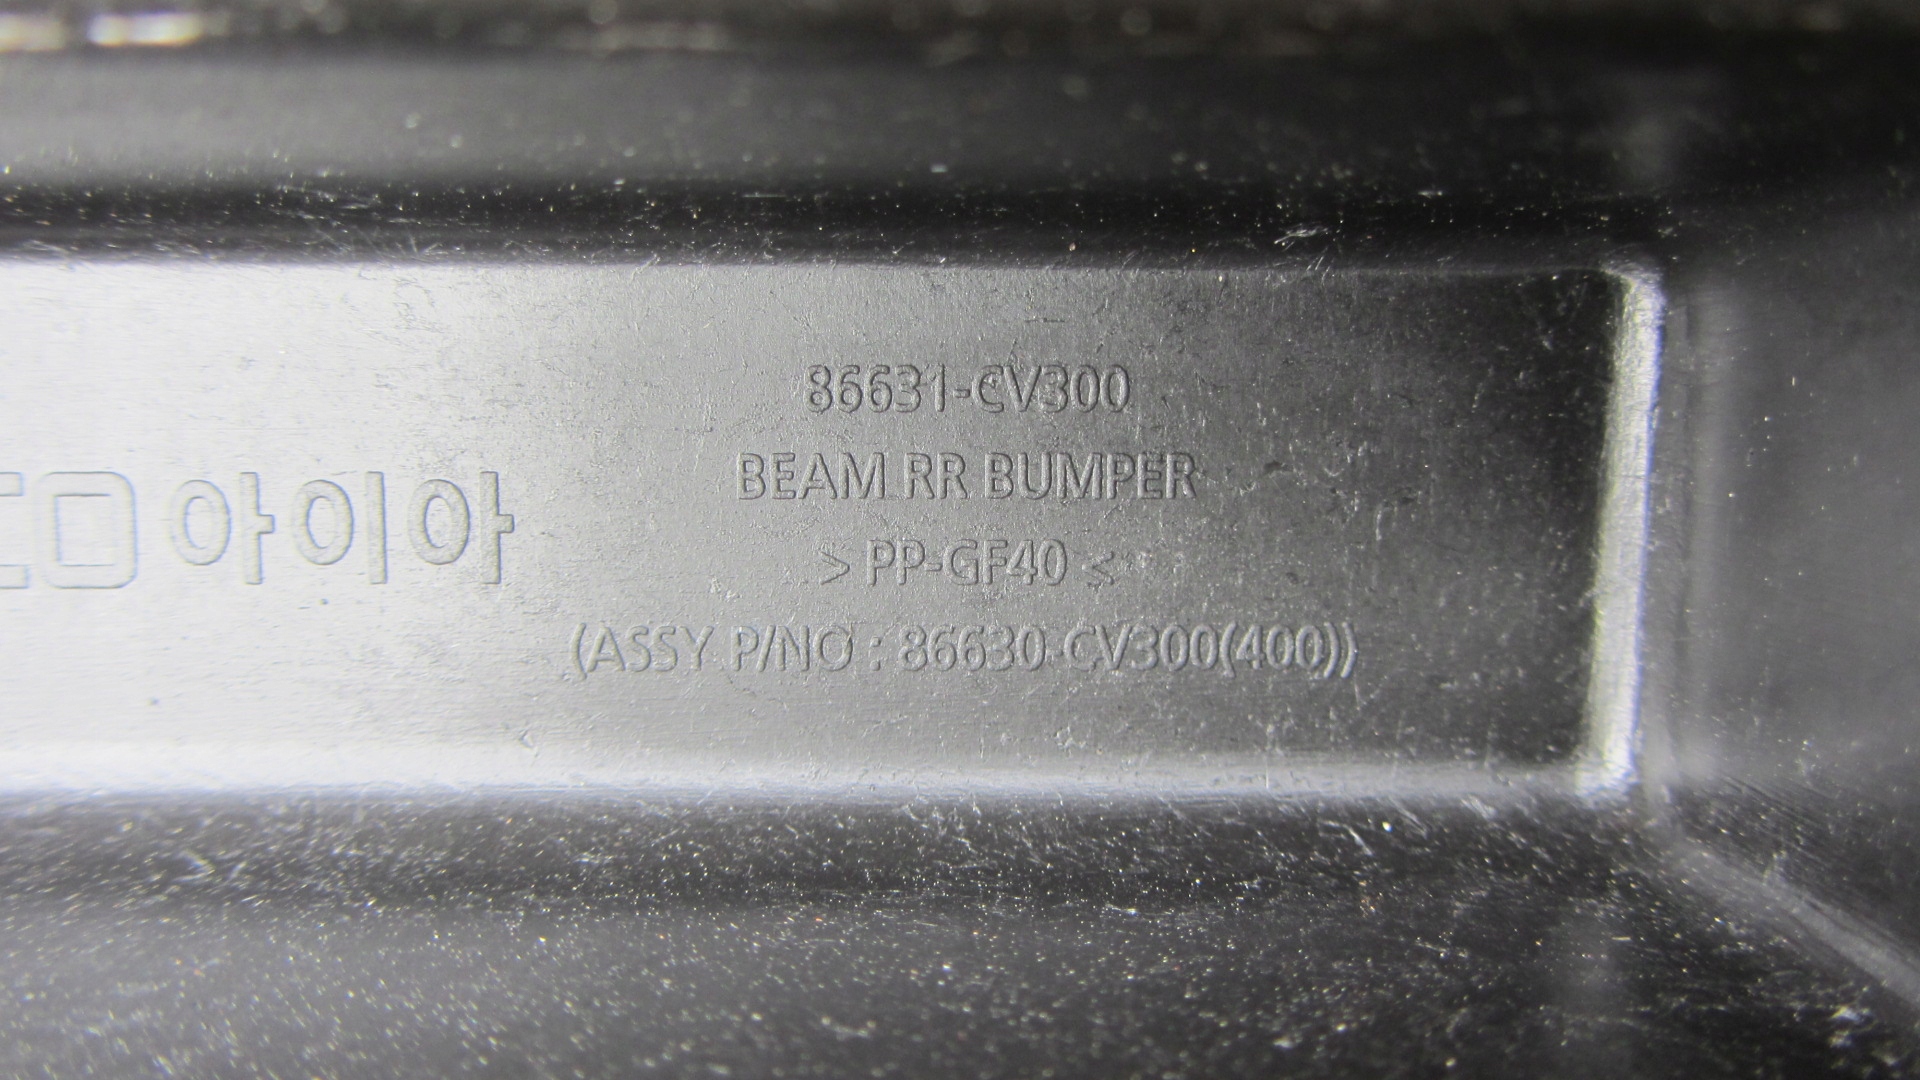 86631-CV300
BEAM RR BUMPER
아이아
> PP-GF40 <
(ASSY P/NO : 86630-CV300(400))